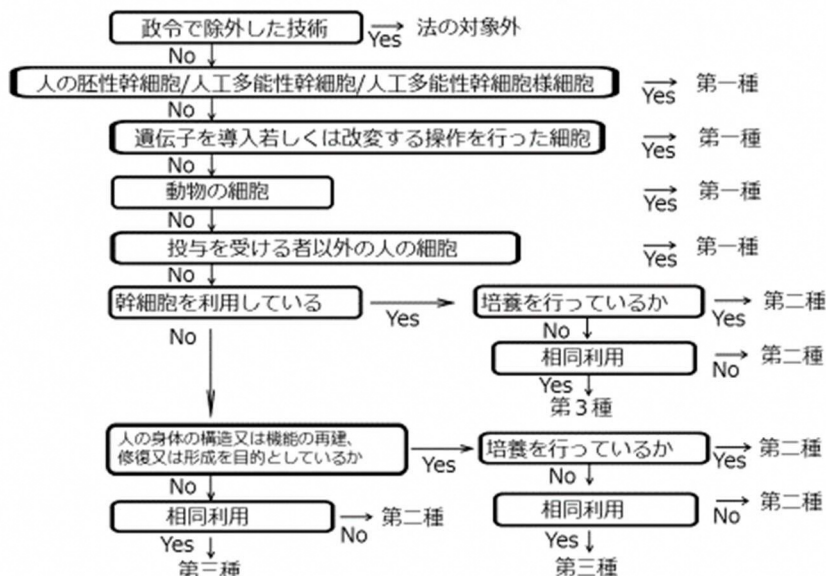 政令で除外した技術
Yes
法の対象外
No
人の胚性幹細胞/人工多能性幹細胞/人工多能性幹細胞様細胞
Yes
第一種
No
遺伝子を導入若しくは改変する操作を行った細胞
Yes
第一種
No
動物の細胞
Yes
第一種
No
投与を受ける者以外の人の細胞
Yes
第一種
No
幹細胞を利用している
Yes
培養を行っているか
Yes
第二種
No
No
相同利用
No
第二種
Yes
第3種
人の身体の構造又は機能の再建、
修復又は形成を目的としているか
Yes
培養を行っているか
Yes
第二種
No
No
相同利用
No
第二種
相同利用
No
第二種
Yes
第三種
Yes
第三種